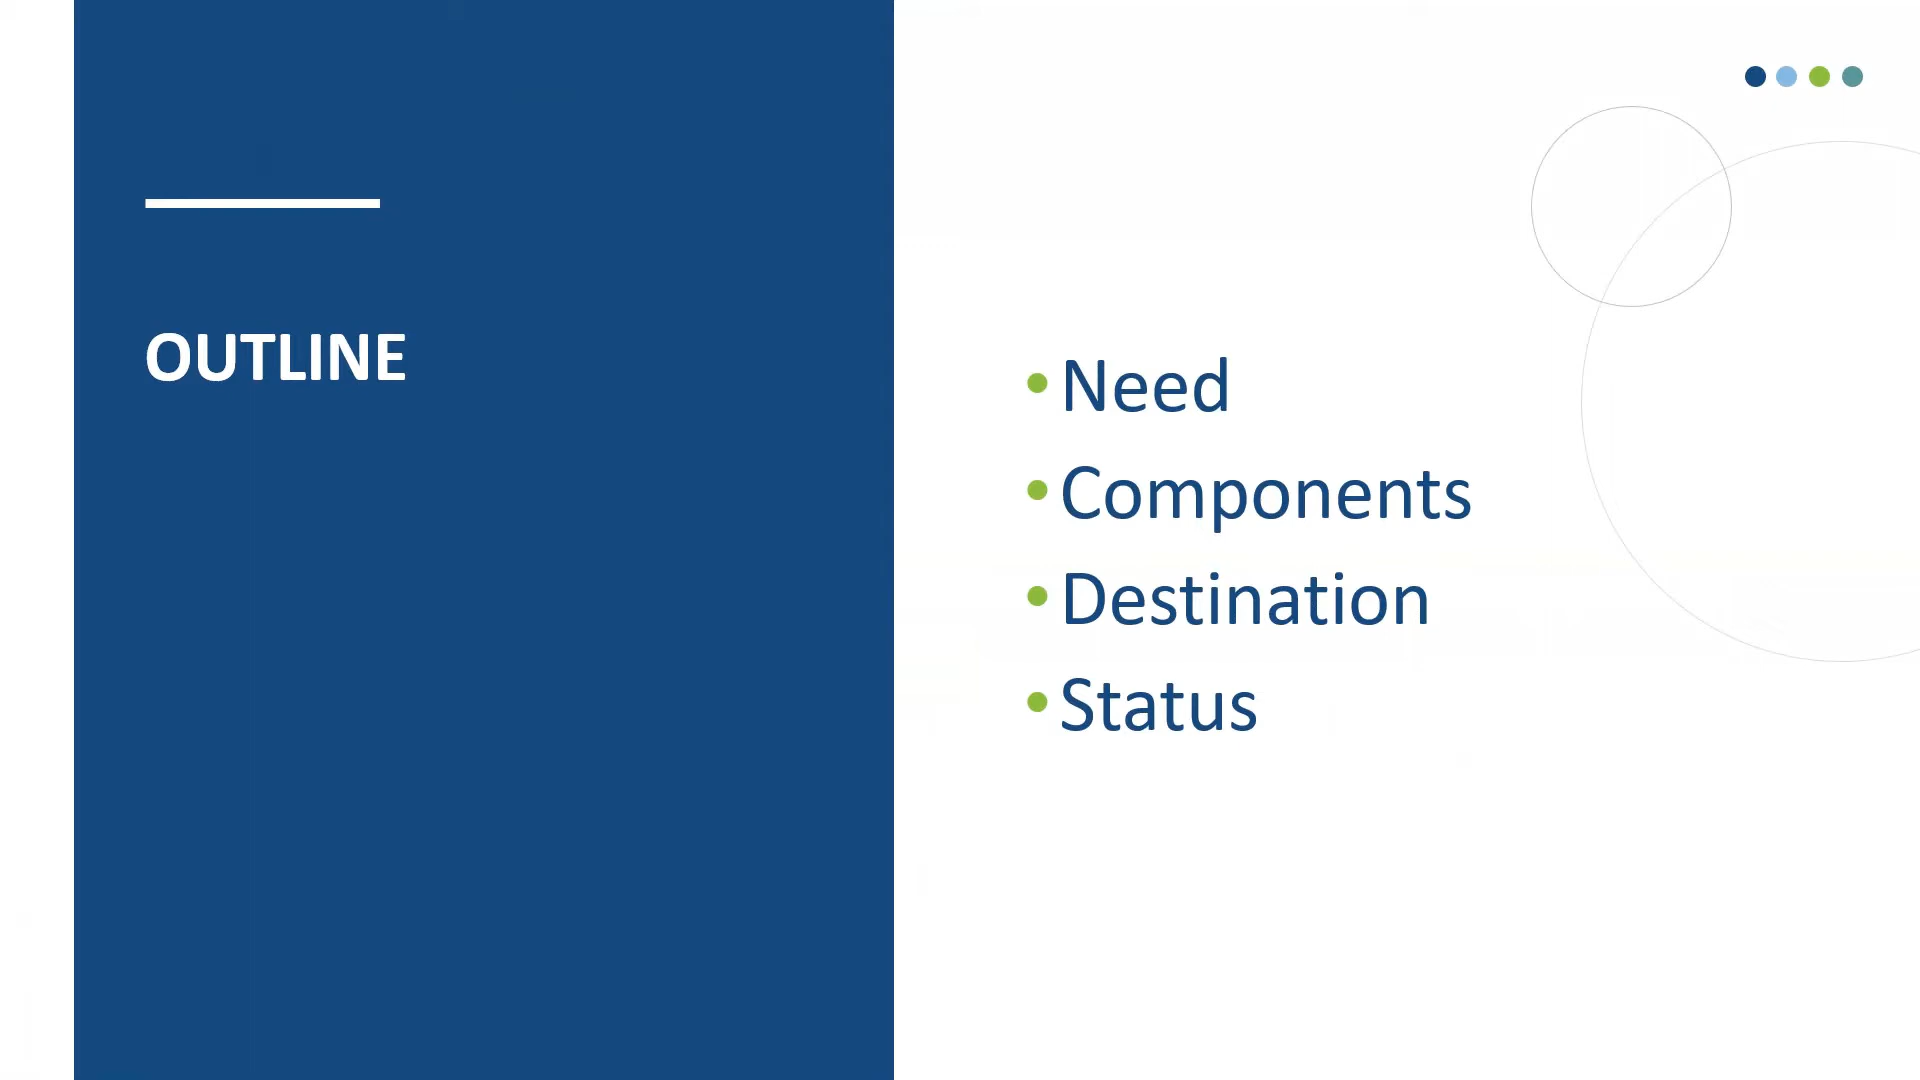 OUTLINE
• Need
• Components
• Destination
• Status